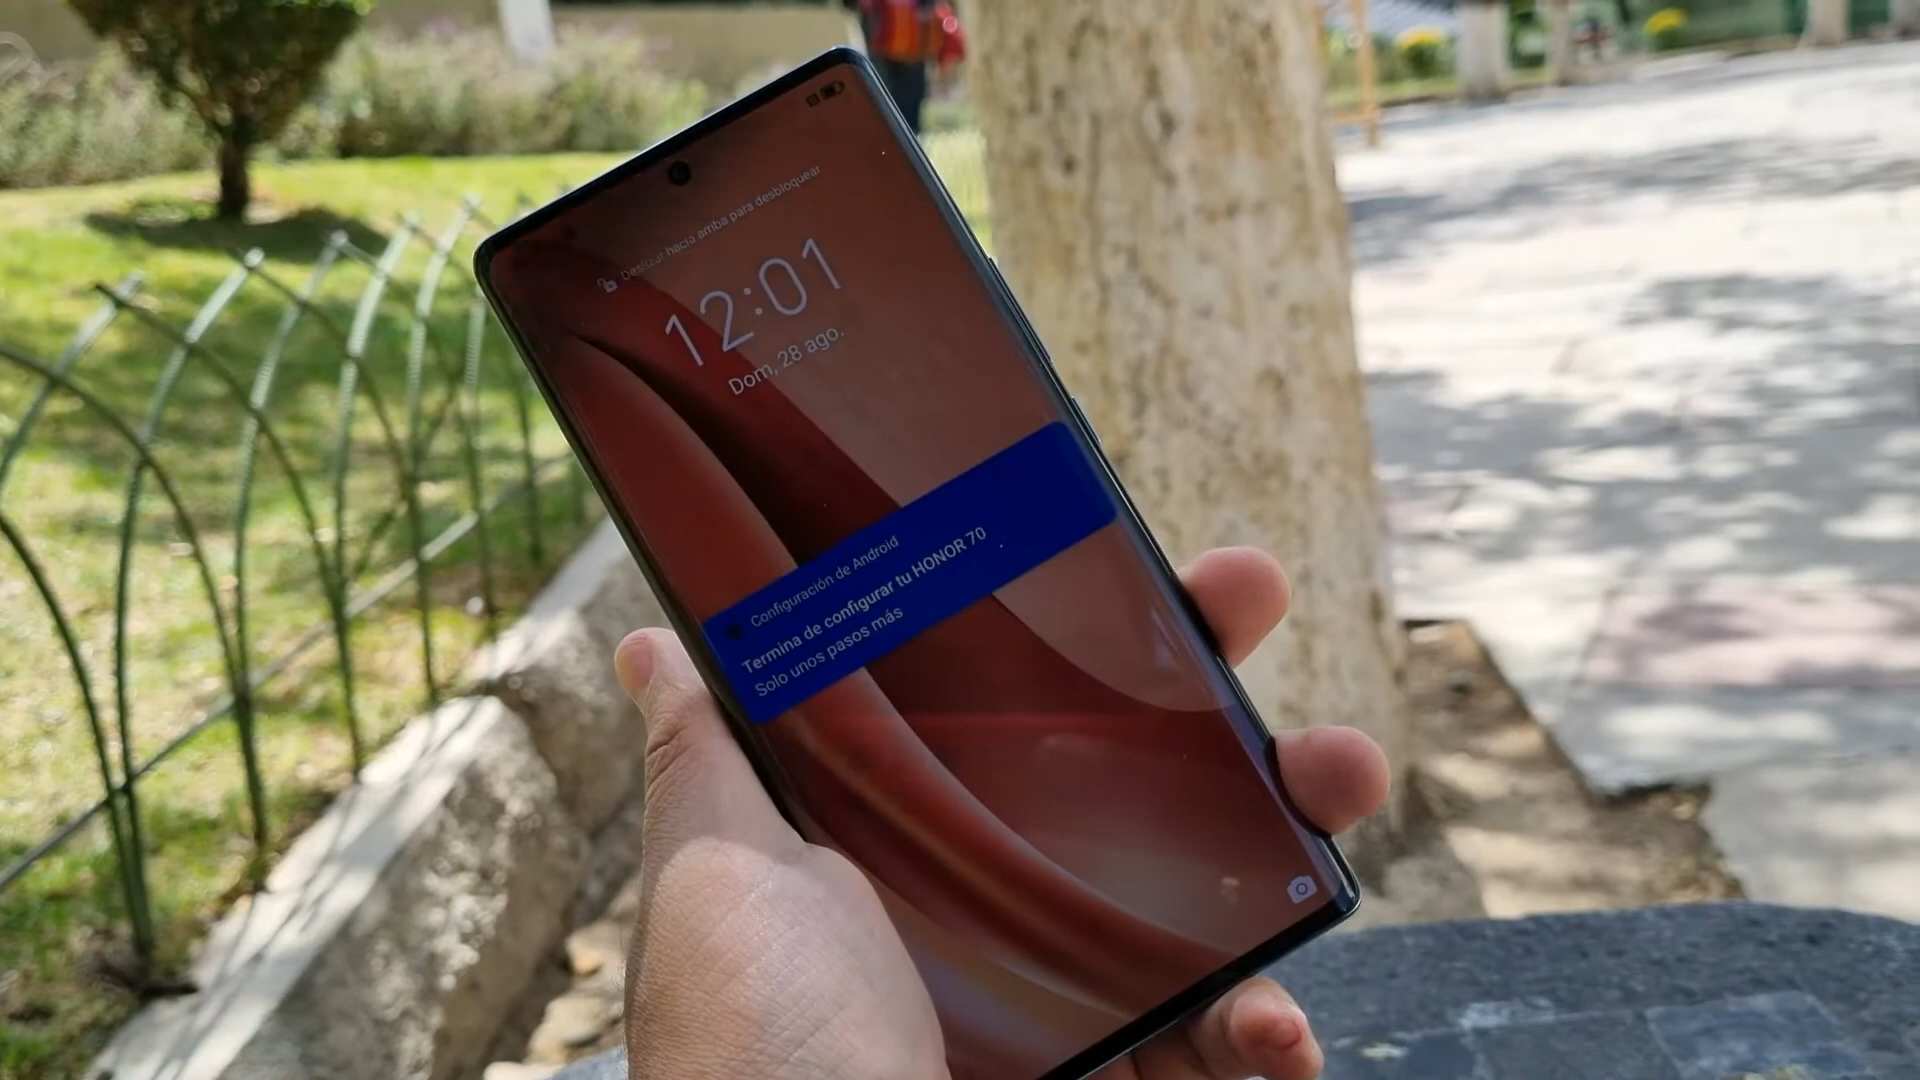 Deslizar hacia arriba para desbloquear
12:01
Dom, 28 ago.
Configuración de Android
Termina de configurar tu HONOR 70
Solo unos pasos más